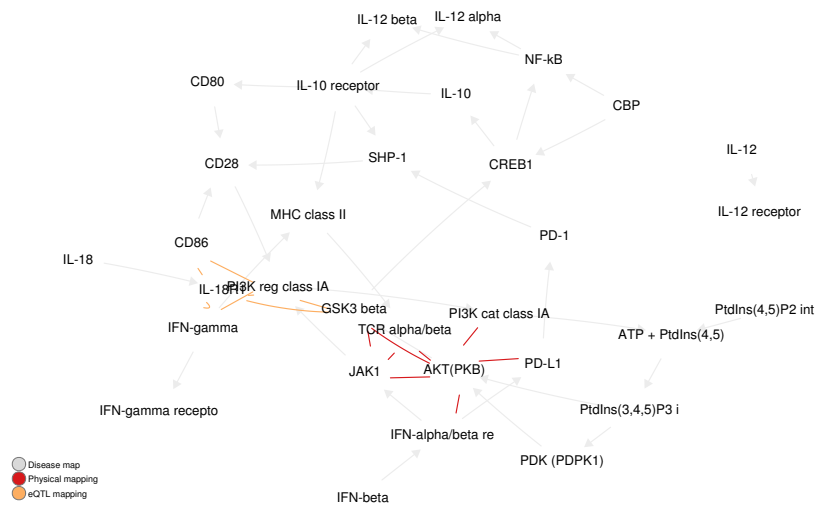 IL-12 beta
IL-12 alpha
NF-kB
CD80
IL-10 receptor
IL-10
CBP
IL-12
CD28
SHP-1
CREB1
MHC class II
IL-12 receptor
CD86
PD-1
IL-18
PI3K reg class IA
GSK3 beta
PI3K cat class IA
PtdIns(4,5)P2 int
IFN-gamma
TCR alpha/beta
ATP + PtdIns(4,5)
JAK1
AKT(PKB)
PD-L1
IFN-gamma recepto
PtdIns(3,4,5)P3 i
IFN-alpha/beta re
PDK (PDPK1)
Disease map
Physical mapping
eQTL mapping
IFN-beta